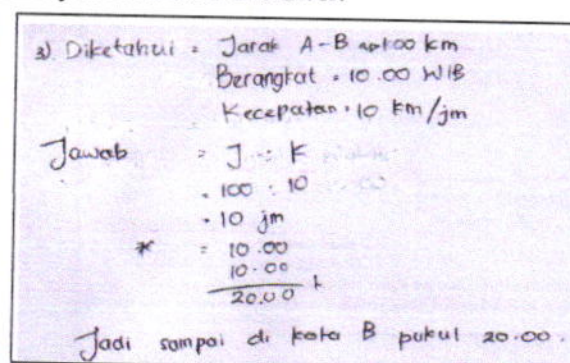 3) Diketahui = Jarak A-B = 100 km
Berangkat = 10.00 WIB
Kecepatan = 10 km/jm
Jawab = J : K
= 100 : 10
= 10 jm
* = 10.00
10.00
20.00 +
Jadi sampai di kota B pukul 20.00.